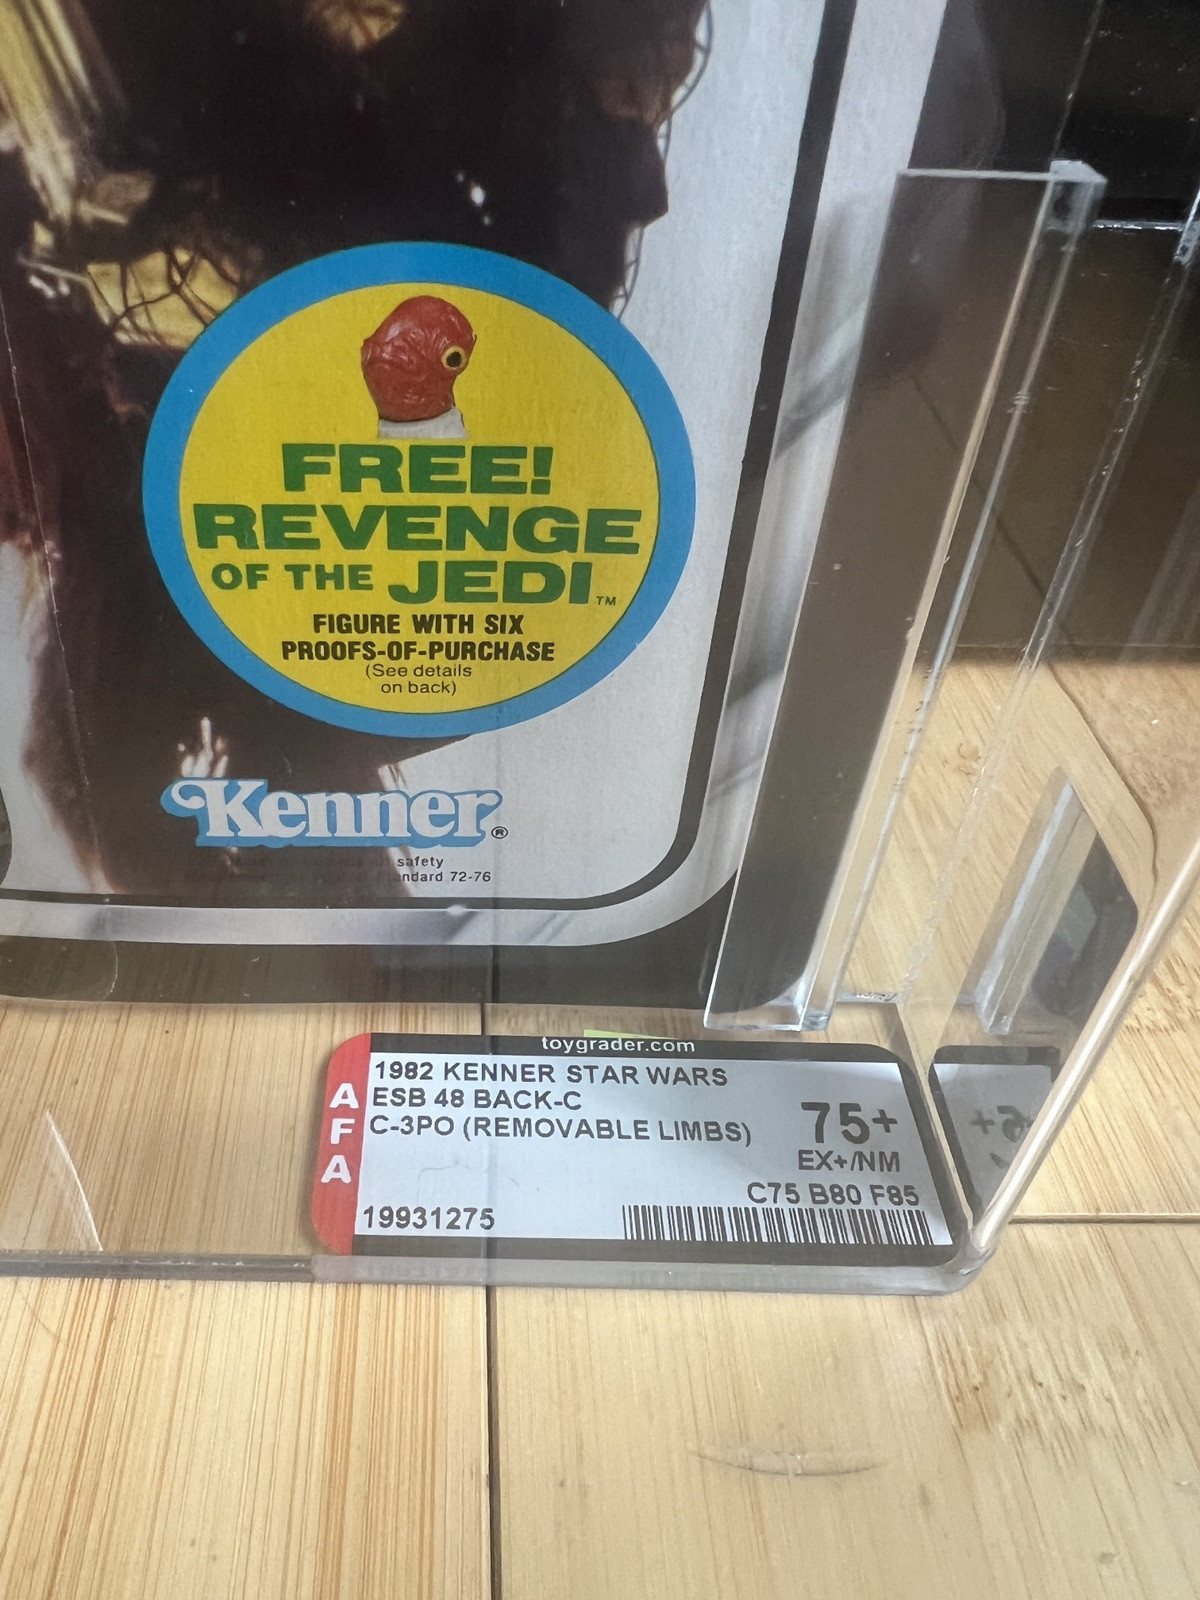 FREE!
REVENGE
OF THE JEDI™
FIGURE WITH SIX
PROOFS-OF-PURCHASE
(See details
on back)
Kenner®
safety
72-76
toygrader.com
AFA
1982 KENNER STAR WARS
ESB 48 BACK-C
C-3PO (REMOVABLE LIMBS)
75+
EX+/NM
C75 B80 F85
19931275